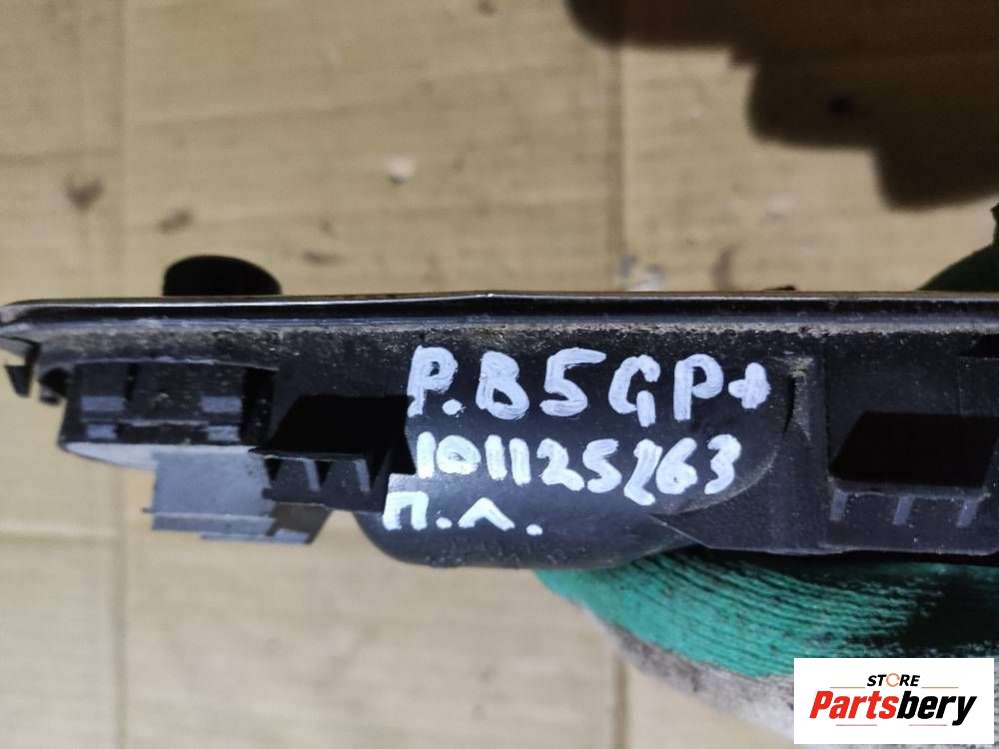 P.B5GP+
101125263
П.Л.
STORE
Partsbery